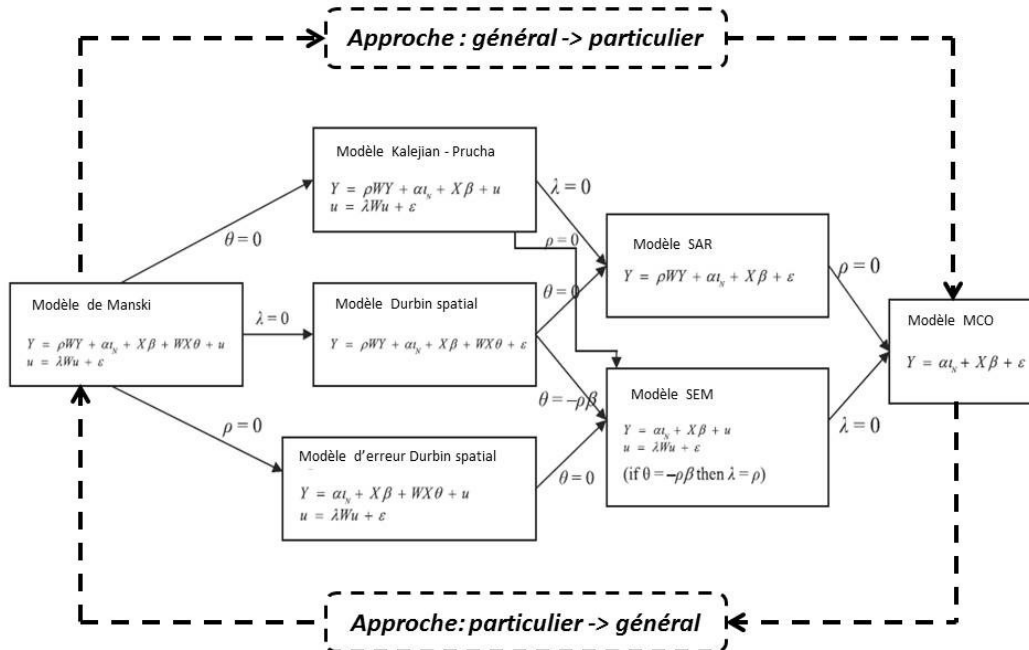 Approche : général -> particulier
Modèle Kalejian - Prucha
Y = ρWY + αι_N + Xβ + u
u = λWu + ε
λ = 0
θ = 0
ρ = 0
Modèle SAR
Y = ρWY + αι_N + Xβ + ε
ρ = 0
Modèle de Manski
Y = ρWY + αι_N + Xβ + WXθ + u
u = λWu + ε
λ = 0
Modèle Durbin spatial
Y = ρWY + αι_N + Xβ + WXθ + ε
θ = 0
θ = −ρβ
Modèle MCO
Y = αι_N + Xβ + ε
Modèle SEM
Y = αι_N + Xβ + u
u = λWu + ε
(if θ = −ρβ then λ = ρ)
λ = 0
ρ = 0
Modèle d'erreur Durbin spatial
Y = αι_N + Xβ + WXθ + u
u = λWu + ε
θ = 0
Approche: particulier -> général